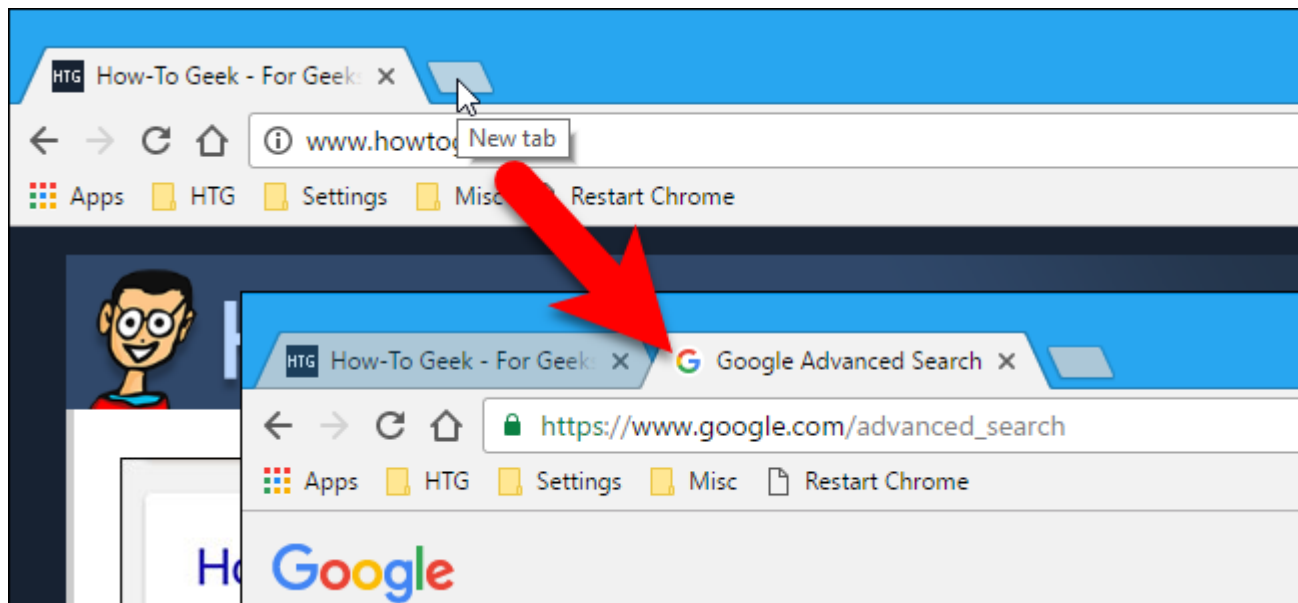 HTG How-To Geek - For Geeks
www.howtog
New tab
Apps HTG Settings Misc Restart Chrome
H
HTG How-To Geek - For Geeks G Google Advanced Search
https://www.google.com/advanced_search
Apps HTG Settings Misc Restart Chrome
Google
Ho